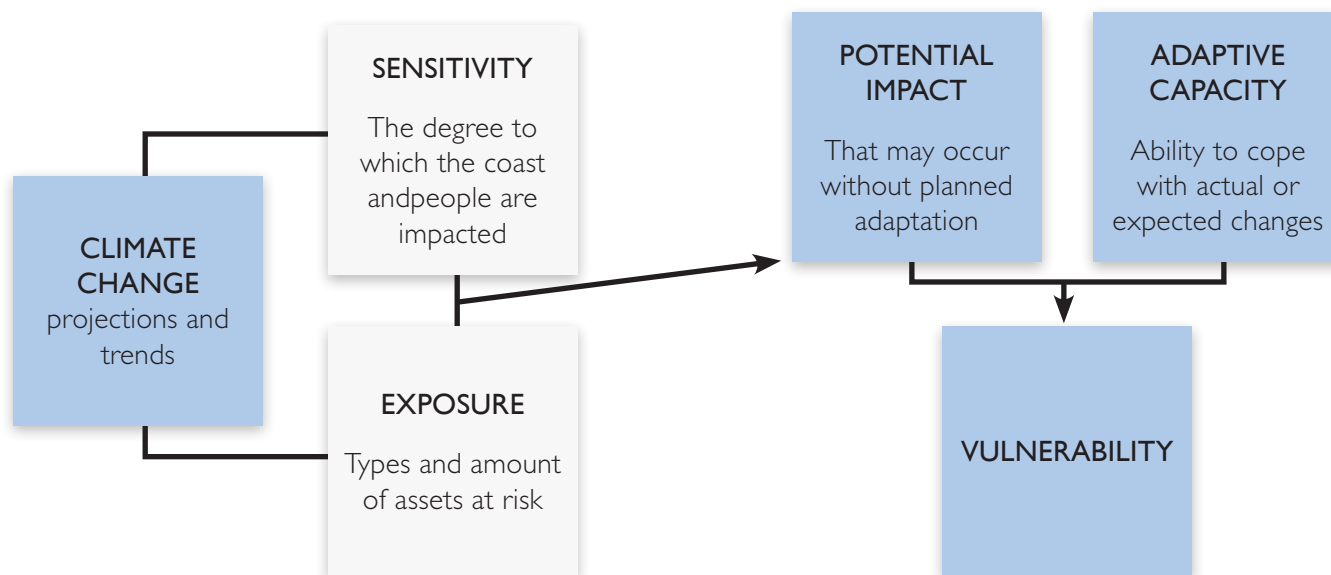 CLIMATE
CHANGE
projections and
trends
SENSITIVITY
The degree to
which the coast
andpeople are
impacted
EXPOSURE
Types and amount
of assets at risk
POTENTIAL
IMPACT
That may occur
without planned
adaptation
ADAPTIVE
CAPACITY
Ability to cope
with actual or
expected changes
VULNERABILITY